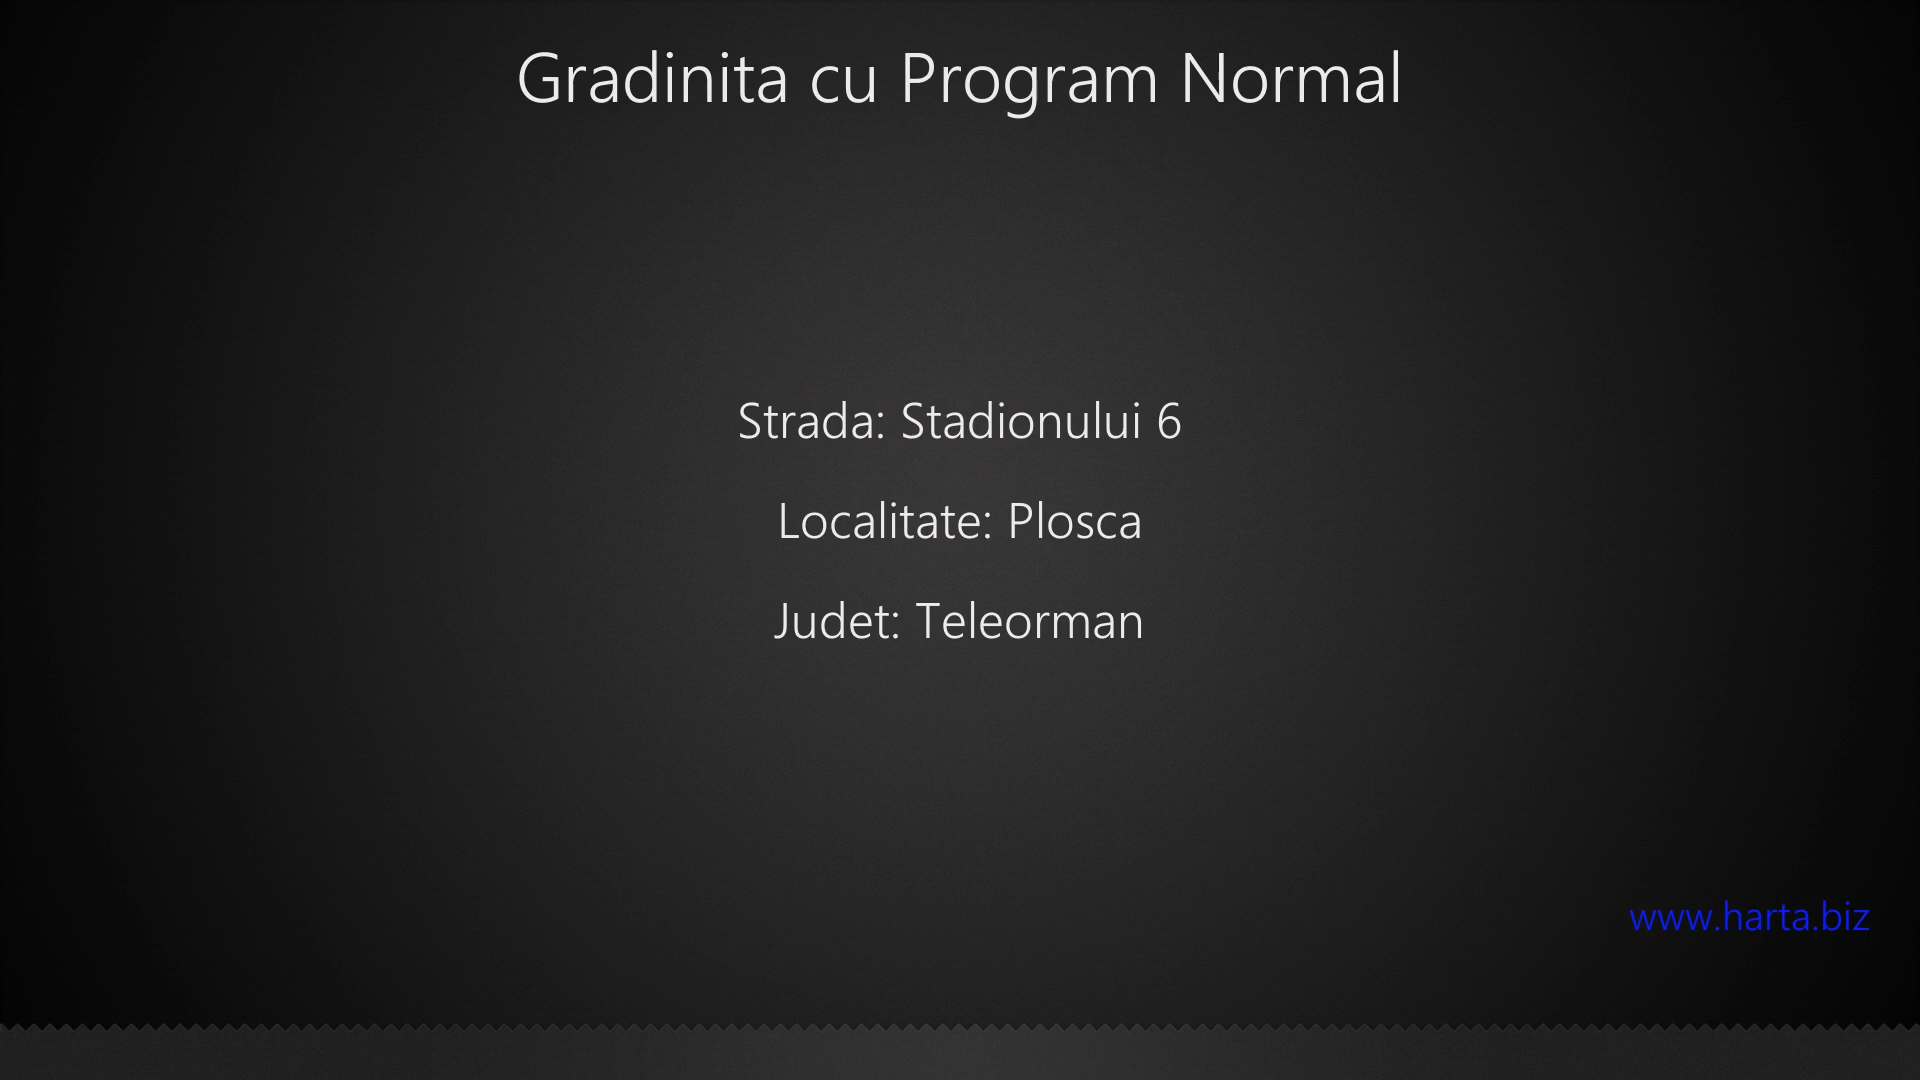 Gradinita cu Program Normal
Strada: Stadionului 6
Localitate: Plosca
Judet: Teleorman
www.harta.biz